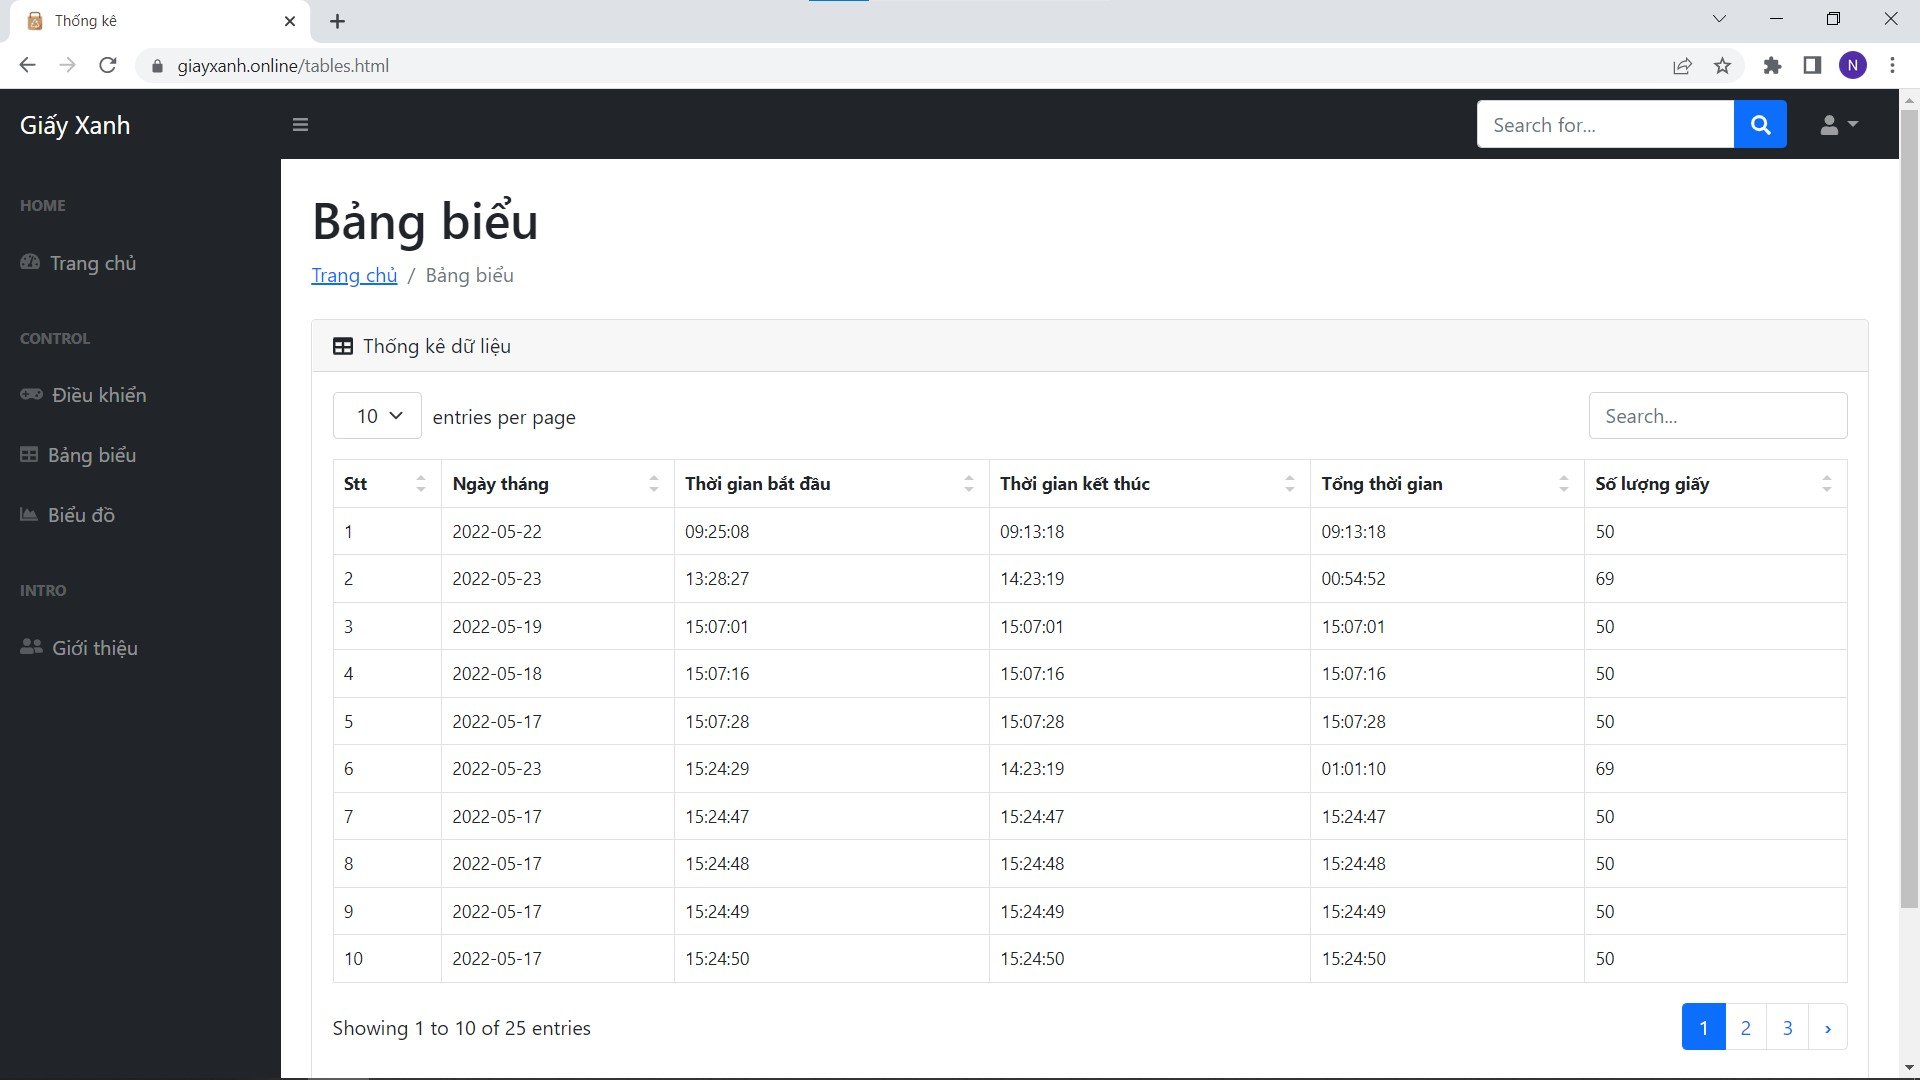 Thống kê
giayxanh.online/tables.html
N
Giấy Xanh
Search for...
HOME
Trang chủ
CONTROL
Điều khiển
Bảng biểu
Biểu đồ
INTRO
Giới thiệu
Bảng biểu
Trang chủ / Bảng biểu
Thống kê dữ liệu
10 entries per page
Search...
Stt Ngày tháng Thời gian bắt đầu Thời gian kết thúc Tổng thời gian Số lượng giấy
1 2022-05-22 09:25:08 09:13:18 09:13:18 50
2 2022-05-23 13:28:27 14:23:19 00:54:52 69
3 2022-05-19 15:07:01 15:07:01 15:07:01 50
4 2022-05-18 15:07:16 15:07:16 15:07:16 50
5 2022-05-17 15:07:28 15:07:28 15:07:28 50
6 2022-05-23 15:24:29 14:23:19 01:01:10 69
7 2022-05-17 15:24:47 15:24:47 15:24:47 50
8 2022-05-17 15:24:48 15:24:48 15:24:48 50
9 2022-05-17 15:24:49 15:24:49 15:24:49 50
10 2022-05-17 15:24:50 15:24:50 15:24:50 50
Showing 1 to 10 of 25 entries
1 2 3 ›